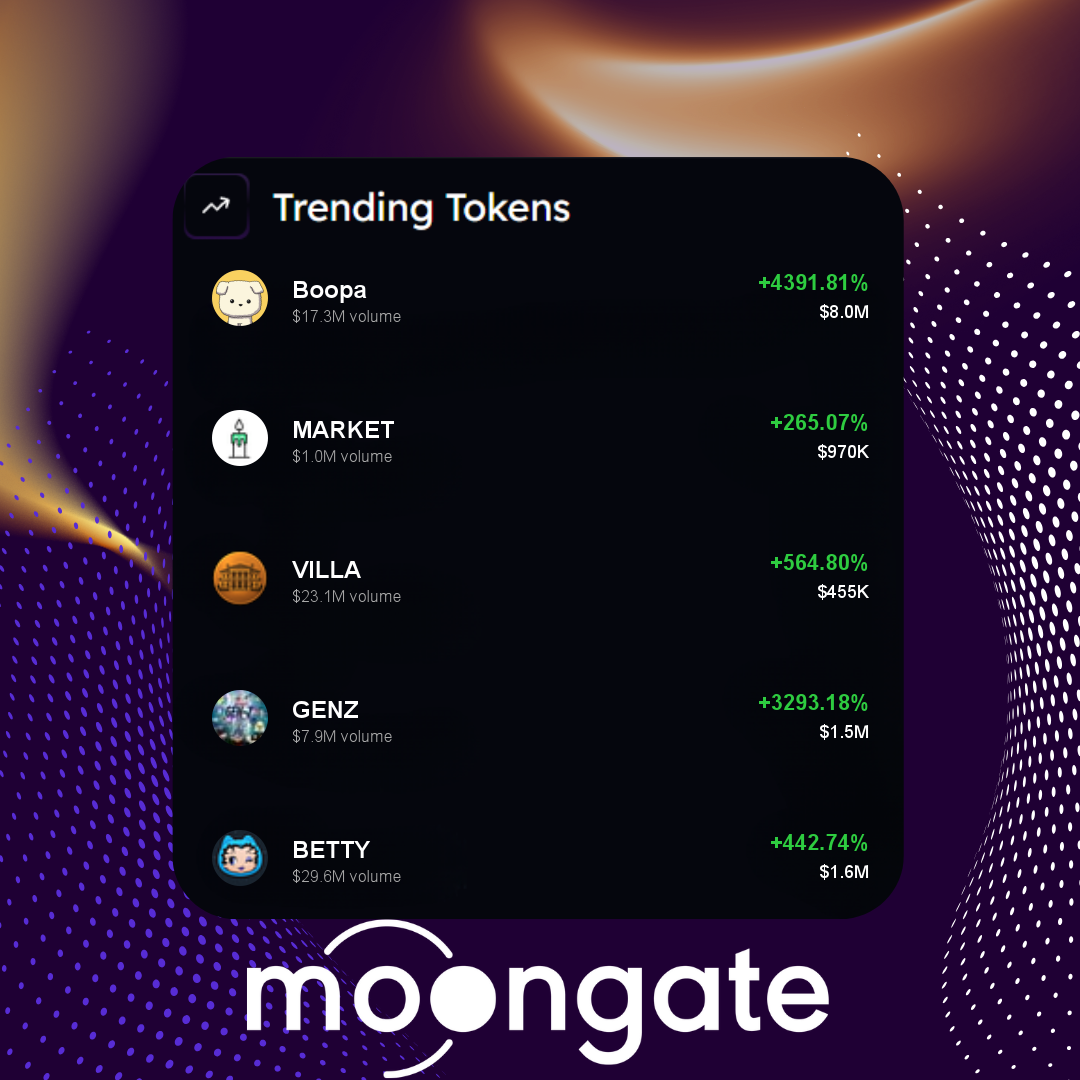 Trending Tokens
Boopa
+4391.81%
$17.3M volume
$8.0M
MARKET
+265.07%
$1.0M volume
$970K
VILLA
+564.80%
$23.1M volume
$455K
GENZ
+3293.18%
$7.9M volume
$1.5M
BETTY
+442.74%
$29.6M volume
$1.6M
moongate